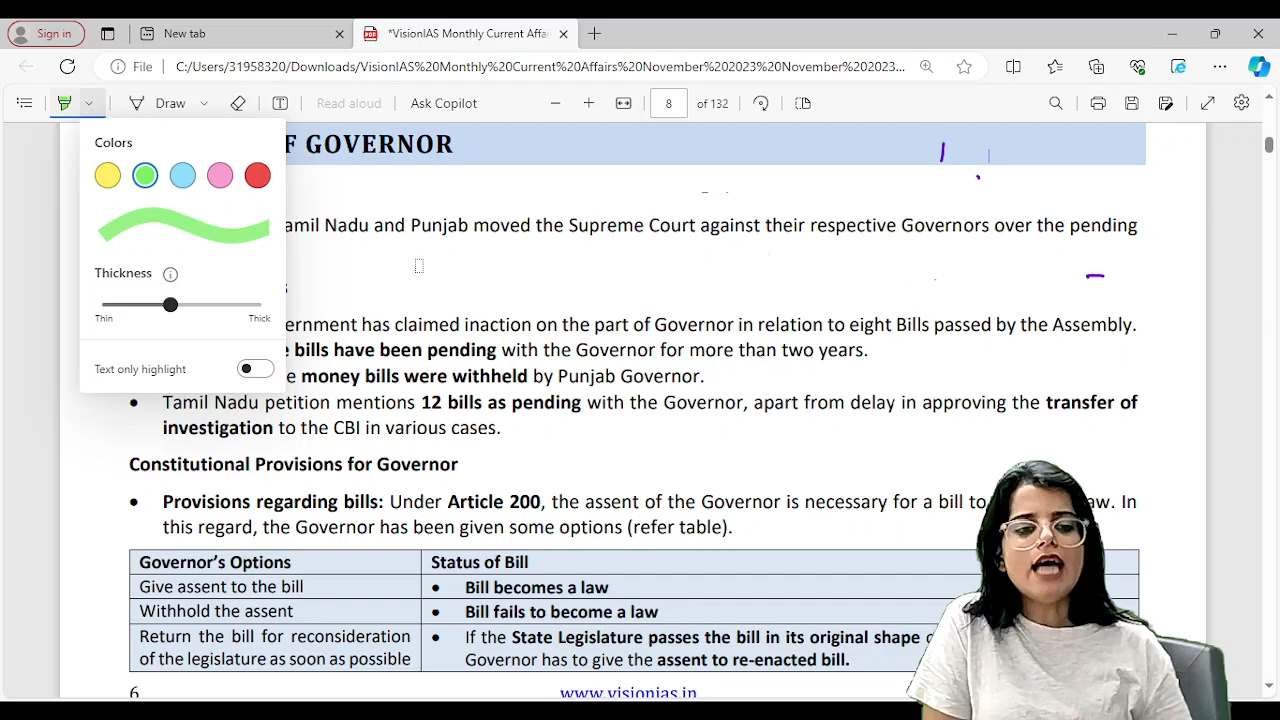 Sign in
New tab
*VisionIAS Monthly Current Affai
File
C:/Users/31958320/Downloads/VisionIAS%20Monthly%20Current%20Affairs%20November%202023%20November%202023...
Draw
Read aloud
Ask Copilot
8 of 132
Colors
Thickness
Thin Thick
Text only highlight
GOVERNOR
Nadu and Punjab moved the Supreme Court against their respective Governors over the pending
has claimed inaction on the part of Governor in relation to eight Bills passed by the Assembly.
bills have been pending with the Governor for more than two years.
money bills were withheld by Punjab Governor.
• Tamil Nadu petition mentions 12 bills as pending with the Governor, apart from delay in approving the transfer of
investigation to the CBI in various cases.
Constitutional Provisions for Governor
• Provisions regarding bills: Under Article 200, the assent of the Governor is necessary for a bill to In
this regard, the Governor has been given some options (refer table).
Governor's Options Status of Bill
Give assent to the bill • Bill becomes a law
Withhold the assent • Bill fails to become a law
Return the bill for reconsideration • If the State Legislature passes the bill in its original shape
of the legislature as soon as possible Governor has to give the assent to re-enacted bill.
6 www.visionias.in